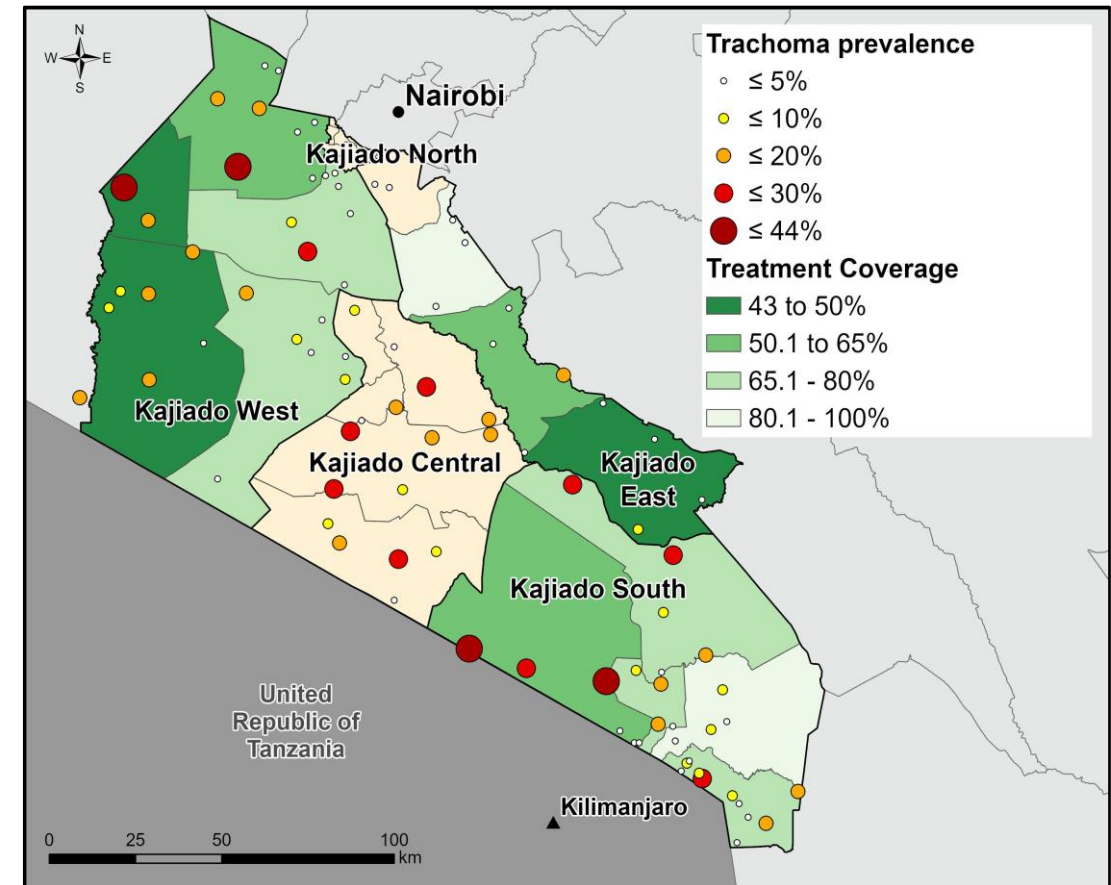 N
W E
S
Nairobi
Kajiado North
Kajiado West
Kajiado Central
Kajiado
East
Kajiado South
United
Republic of
Tanzania
Kilimanjaro
0 25 50 100
km
Trachoma prevalence
≤ 5%
≤ 10%
≤ 20%
≤ 30%
≤ 44%
Treatment Coverage
43 to 50%
50.1 to 65%
65.1 - 80%
80.1 - 100%